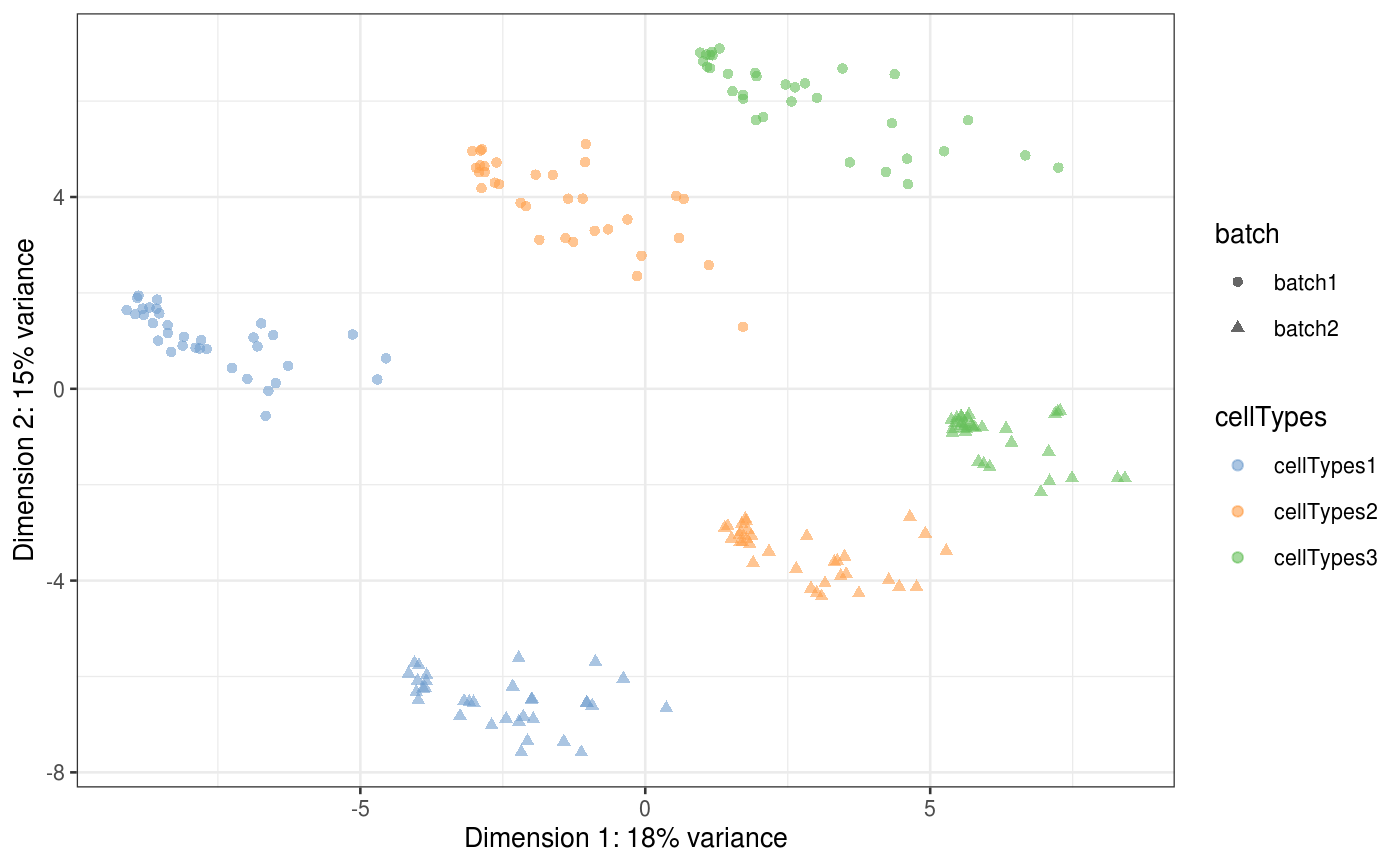 Dimension 2: 15% variance
4
0
-4
-8
-5
0
5
Dimension 1: 18% variance
batch
batch1
batch2
cellTypes
cellTypes1
cellTypes2
cellTypes3